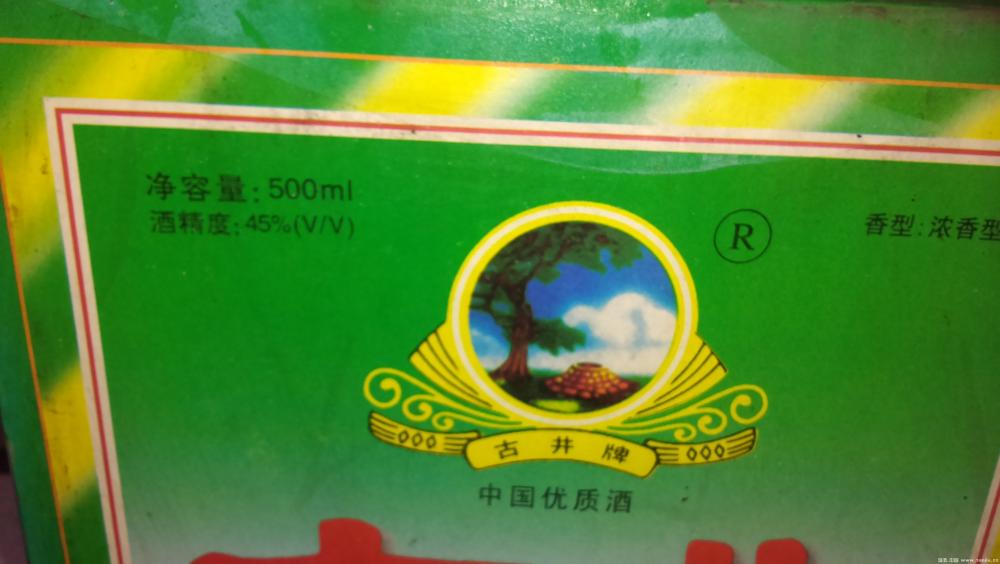 净容量:500ml
酒精度:45%(V/V)
®
香型:浓香型
古井牌
中国优质酒